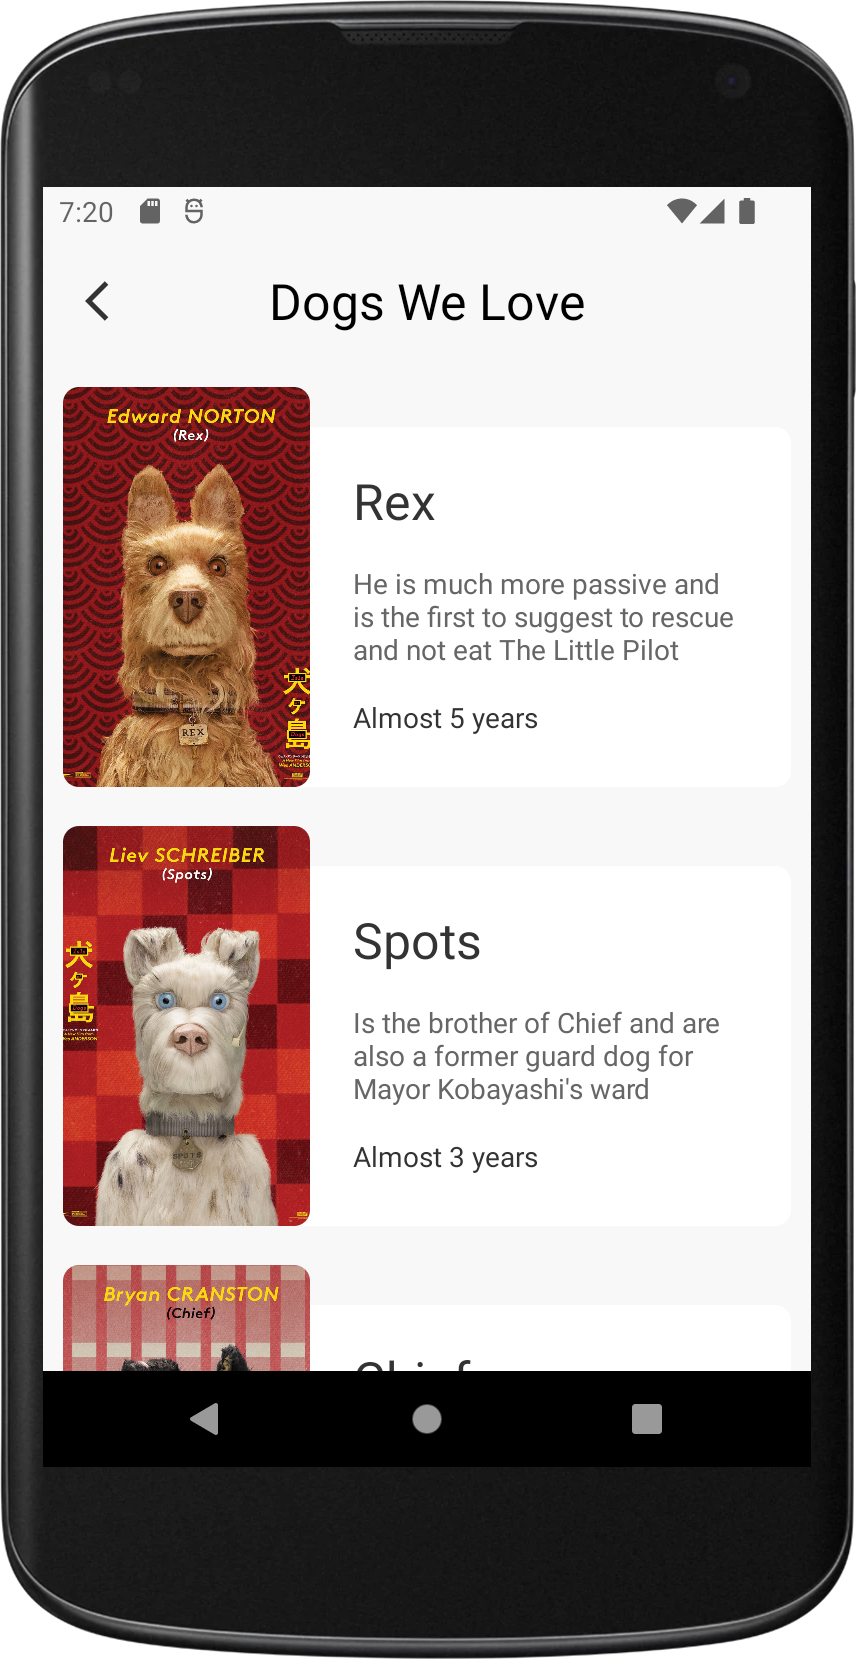 7:20
Dogs We Love
Edward NORTON
(Rex)
Rex
He is much more passive and
is the first to suggest to rescue
and not eat The Little Pilot
Almost 5 years
犬ヶ島
REX
Liev SCHREIBER
(Spots)
Spots
Is the brother of Chief and are
also a former guard dog for
Mayor Kobayashi's ward
Almost 3 years
犬ヶ島
SPOTS
Bryan CRANSTON
(Chief)
Chief